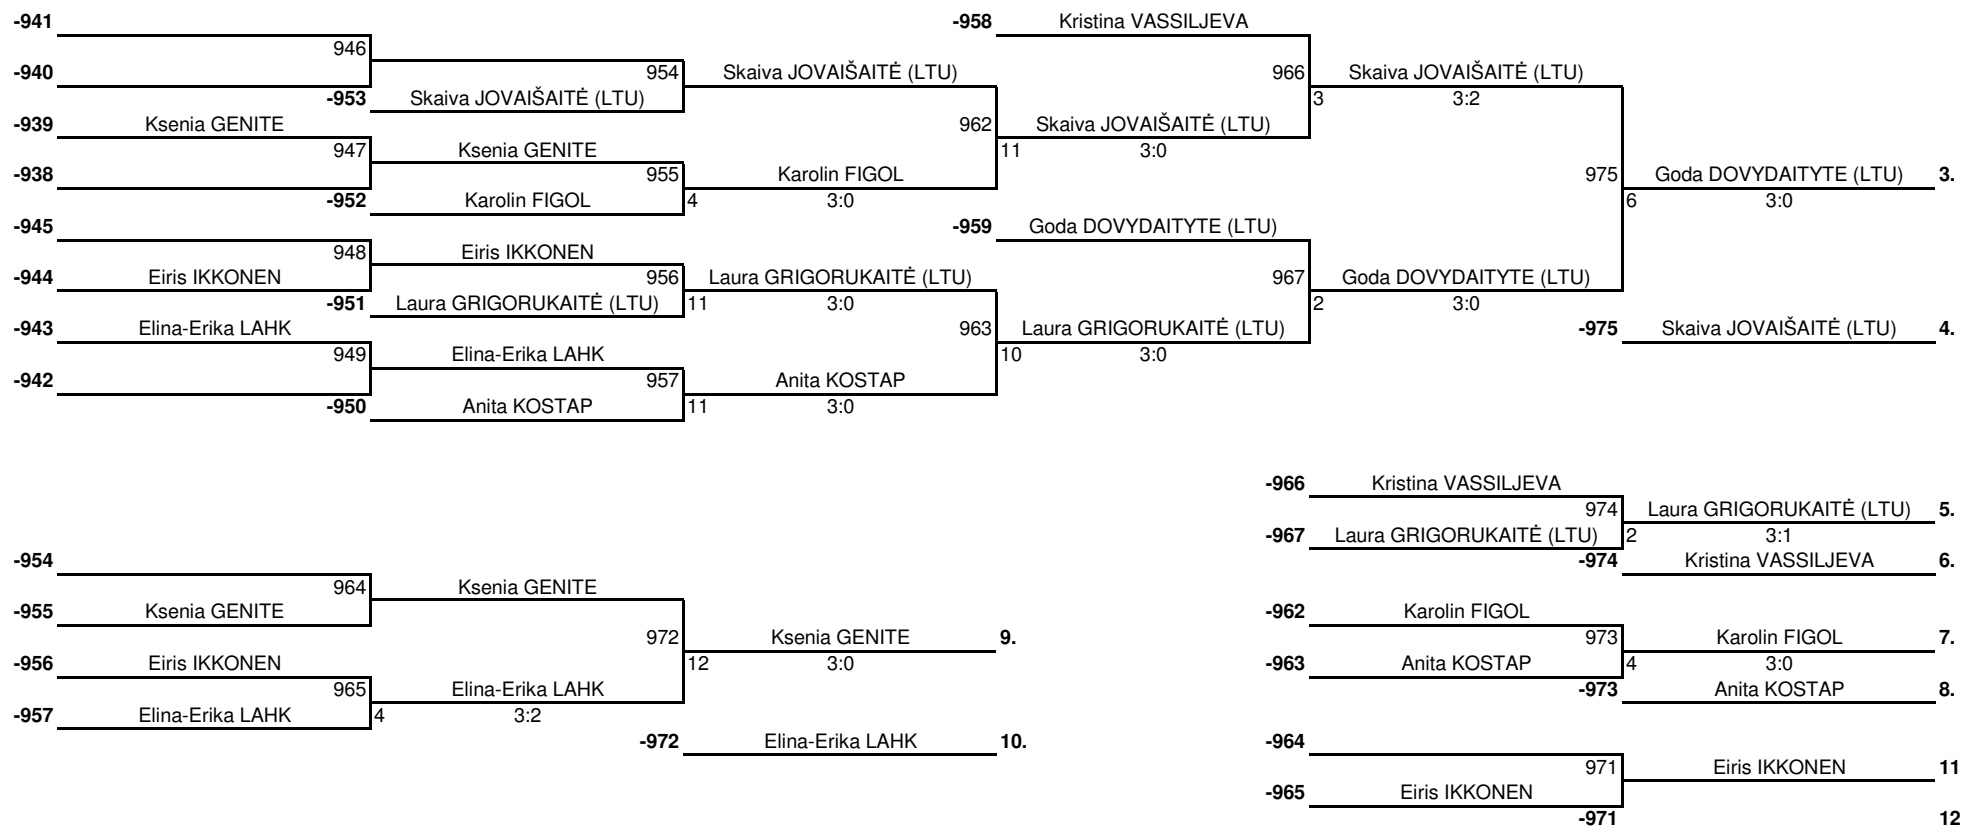 -941
-958 Kristina VASSILJEVA
946
-940 954 Skaiva JOVAIŠAITĖ (LTU) 966 Skaiva JOVAIŠAITĖ (LTU)
-953 Skaiva JOVAIŠAITĖ (LTU) 3 3:2
-939 Ksenia GENITE 962 Skaiva JOVAIŠAITĖ (LTU)
947 Ksenia GENITE 11 3:0
-938 955 Karolin FIGOL 975 Goda DOVYDAITYTE (LTU) 3.
-952 Karolin FIGOL 4 3:0 6 3:0
-945 -959 Goda DOVYDAITYTE (LTU)
948 Eiris IKKONEN
-944 Eiris IKKONEN 956 Laura GRIGORUKAITĖ (LTU) 967 Goda DOVYDAITYTE (LTU)
-951 Laura GRIGORUKAITĖ (LTU) 11 3:0 2 3:0
-943 Elina-Erika LAHK 963 Laura GRIGORUKAITĖ (LTU) -975 Skaiva JOVAIŠAITĖ (LTU) 4.
949 Elina-Erika LAHK 10 3:0
-942 957 Anita KOSTAP
-950 Anita KOSTAP 11 3:0
-966 Kristina VASSILJEVA
974 Laura GRIGORUKAITĖ (LTU) 5.
-967 Laura GRIGORUKAITĖ (LTU) 2 3:1
-954 -974 Kristina VASSILJEVA 6.
964 Ksenia GENITE
-955 Ksenia GENITE -962 Karolin FIGOL
972 Ksenia GENITE 9. 973 Karolin FIGOL 7.
-956 Eiris IKKONEN 12 3:0 -963 Anita KOSTAP 4 3:0
965 Elina-Erika LAHK -973 Anita KOSTAP 8.
-957 Elina-Erika LAHK 4 3:2
-972 Elina-Erika LAHK 10. -964
971 Eiris IKKONEN 11
-965 Eiris IKKONEN
-971 12